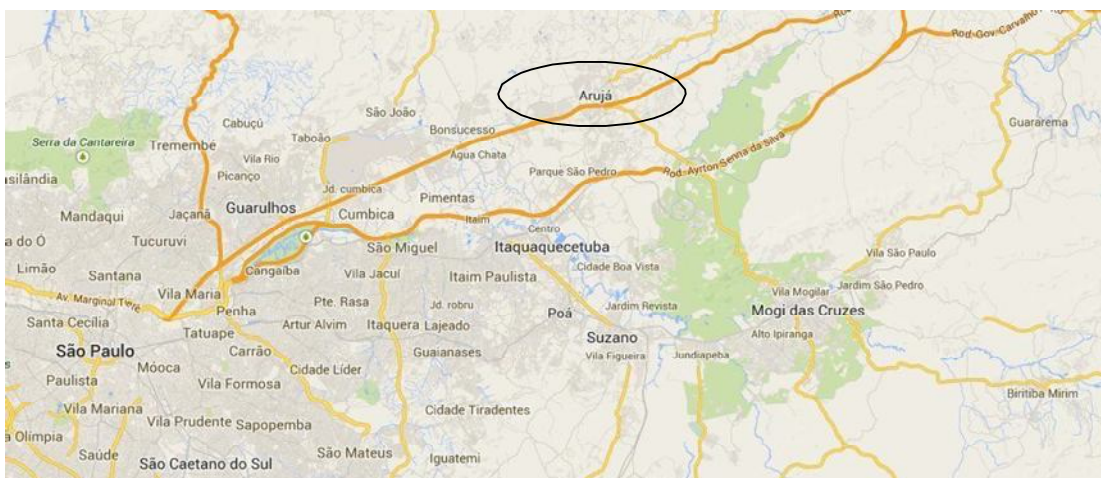 Rod. Gov. Carvalho
Arujá
São João
Cabuçú
Guararema
Bonsucesso
Serra da Cantareira
Tremembé
Taboão
Vila Rio
Água Chata
Rod. Ayrton Senna da Silva
Picanço
Parque São Pedro
asilândia
Jd. cumbica
Pimentas
Mandaqui
Jaçanã
Guarulhos
Cumbica
Itaim
Centro
a do Ó
Tucuruvi
São Miguel
Itaquaquecetuba
Vila São Paulo
Limão
Santana
Cangaíba
Vila Jacuí
Itaim Paulista
Cidade Boa Vista
Jardim São Pedro
Vila Maria
Vila Mogilar
Av. Marginal Tietê
Penha
Pte. Rasa
Jd. robru
Poá
Jardim Revista
Mogi das Cruzes
Santa Cecília
Tatuape
Artur Alvim
Itaquera
Lajeado
Suzano
Alto Ipiranga
São Paulo
Carrão
Guaianases
Vila Figueira
Jundiapeba
Móoca
Cidade Líder
Paulista
Vila Formosa
Biritiba Mirim
Vila Mariana
Vila Prudente
Sapopemba
Cidade Tiradentes
a Olímpia
Saúde
São Mateus
Iguatemi
São Caetano do Sul